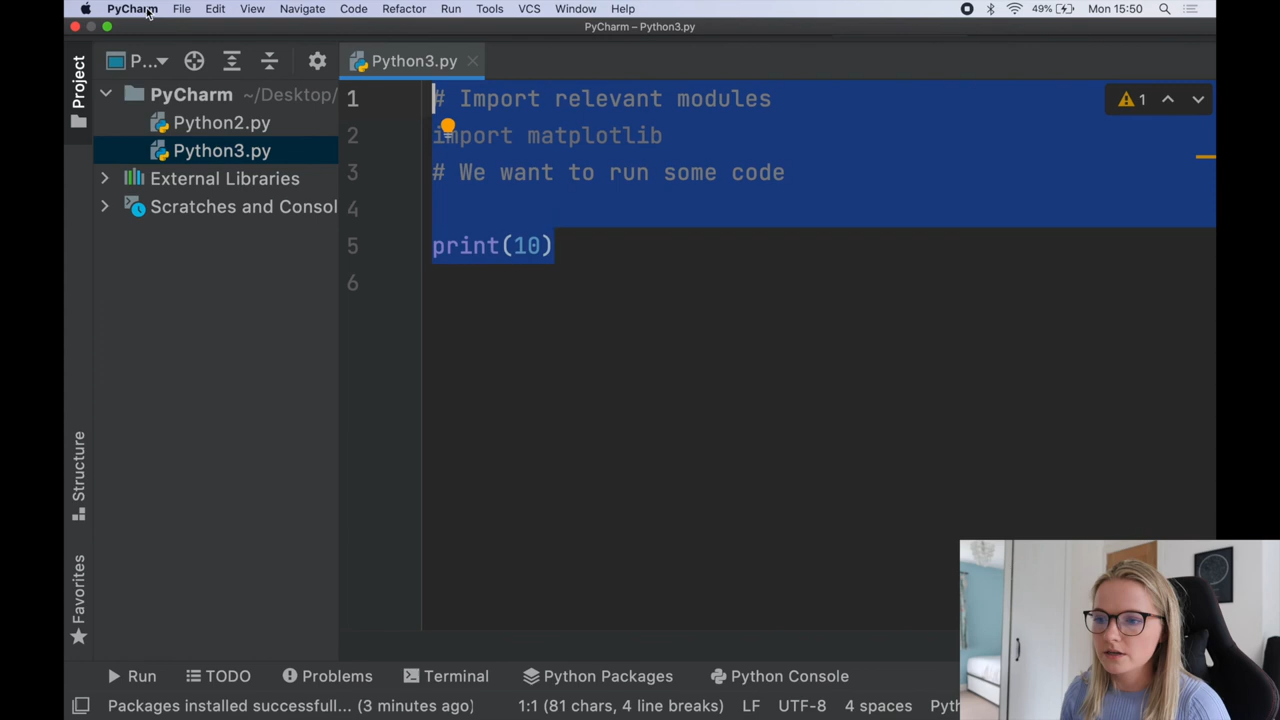 PyCharm File Edit View Navigate Code Refactor Run Tools VCS Window Help 49% Mon 15:50
PyCharm – Python3.py
Project
P...
Python3.py
PyCharm ~/Desktop/
Python2.py
Python3.py
External Libraries
Scratches and Consol
1 # Import relevant modules
2 import matplotlib
3 # We want to run some code
4
5 print(10)
6
1
Structure
Favorites
Run TODO Problems Terminal Python Packages Python Console
Packages installed successfull... (3 minutes ago) 1:1 (81 chars, 4 line breaks) LF UTF-8 4 spaces Pyth